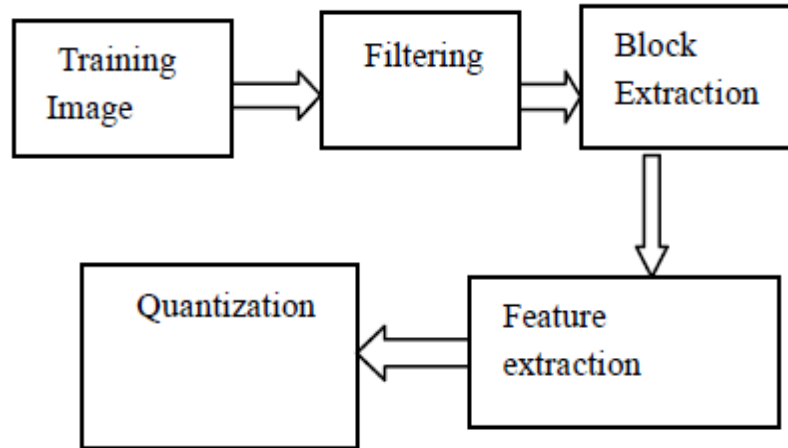 Training
Image
Filtering
Block
Extraction
Feature
extraction
Quantization